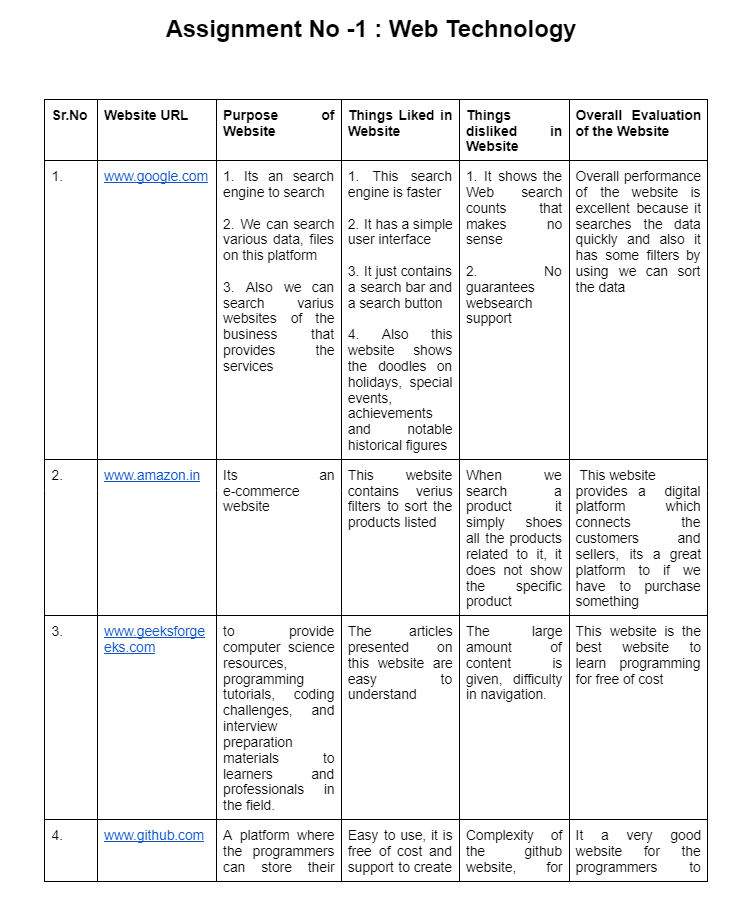 Assignment No -1 : Web Technology
Sr.No
Website URL
Purpose of
Website
Things Liked in
Website
Things
disliked in
Website
Overall Evaluation
of the Website
1.
www.google.com
1. Its an search
engine to search
2. We can search
various data, files
on this platform
3. Also we can
search varius
websites of the
business that
provides the
services
1. This search
engine is faster
2. It has a simple
user interface
3. It just contains
a search bar and
a search button
4. Also this
website shows
the doodles on
holidays, special
events,
achievements
and notable
historical figures
1. It shows the
Web search
counts that
makes no
sense
2. No
guarantees
websearch
support
Overall performance
of the website is
excellent because it
searches the data
quickly and also it
has some filters by
using we can sort
the data
2.
www.amazon.in
Its an
e-commerce
website
This website
contains verius
filters to sort the
products listed
When we
search a
product it
simply shoes
all the products
related to it, it
does not show
the specific
product
This website
provides a digital
platform which
connects the
customers and
sellers, its a great
platform to if we
have to purchase
something
3.
www.geeksforge
eks.com
to provide
computer science
resources,
programming
tutorials, coding
challenges, and
interview
preparation
materials to
learners and
professionals in
the field.
The articles
presented on
this website are
easy to
understand
The large
amount of
content is
given, difficulty
in navigation.
This website is the
best website to
learn programming
for free of cost
4.
www.github.com
A platform where
the programmers
can store their
Easy to use, it is
free of cost and
support to create
Complexity of
the github
website, for
It a very good
website for the
programmers to